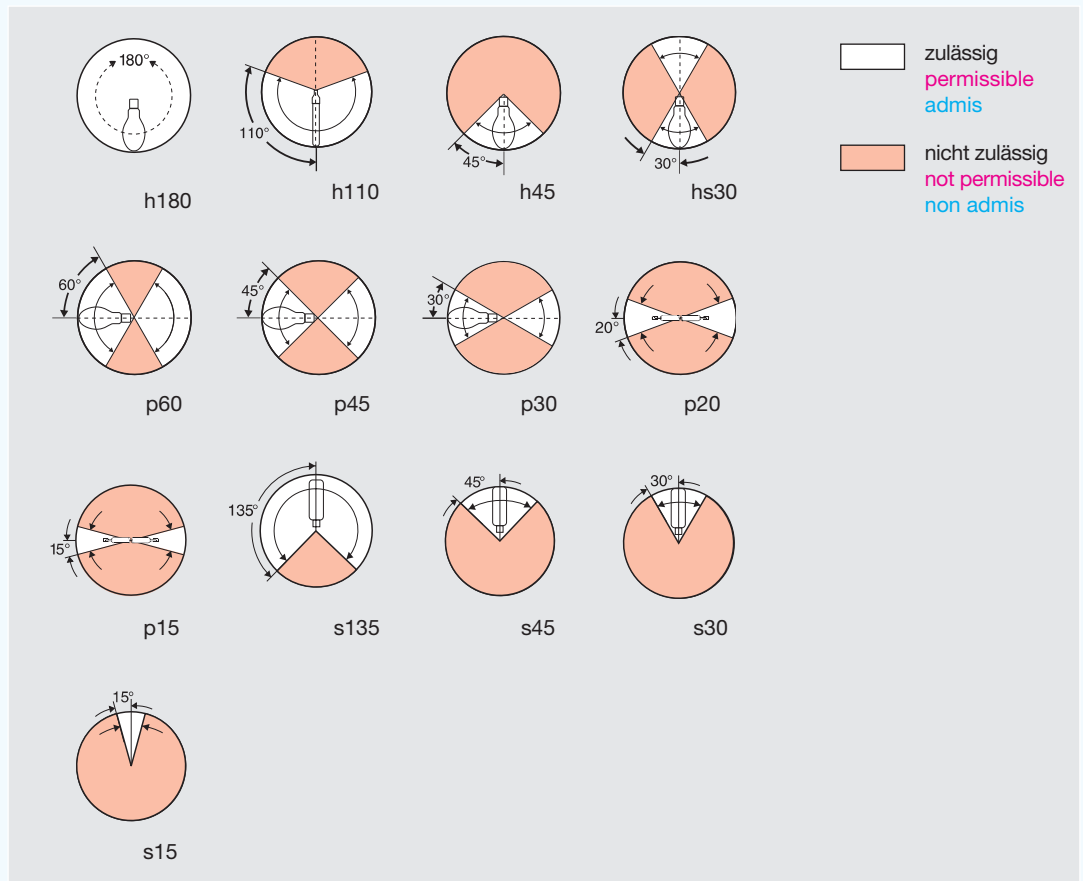 180°
h180
110°
h110
45°
h45
30°
hs30
zulässig
permissible
admis
nicht zulässig
not permissible
non admis
60°
p60
45°
p45
30°
p30
20°
p20
15°
p15
135°
s135
45°
s45
30°
s30
15°
s15